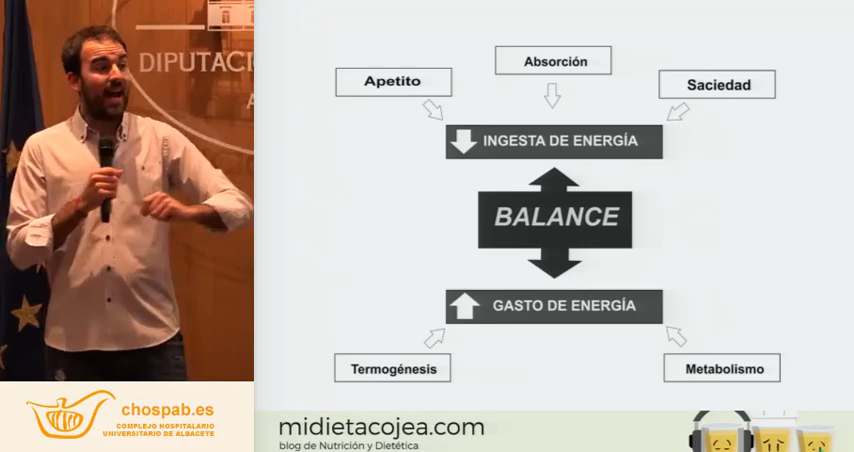 DIPUTACI
A
Absorción
Apetito
Saciedad
INGESTA DE ENERGÍA
BALANCE
GASTO DE ENERGÍA
Termogénesis
Metabolismo
chospab.es
COMPLEJO HOSPITALARIO
UNIVERSITARIO DE ALBACETE
midietacojea.com
blog de Nutrición y Dietética